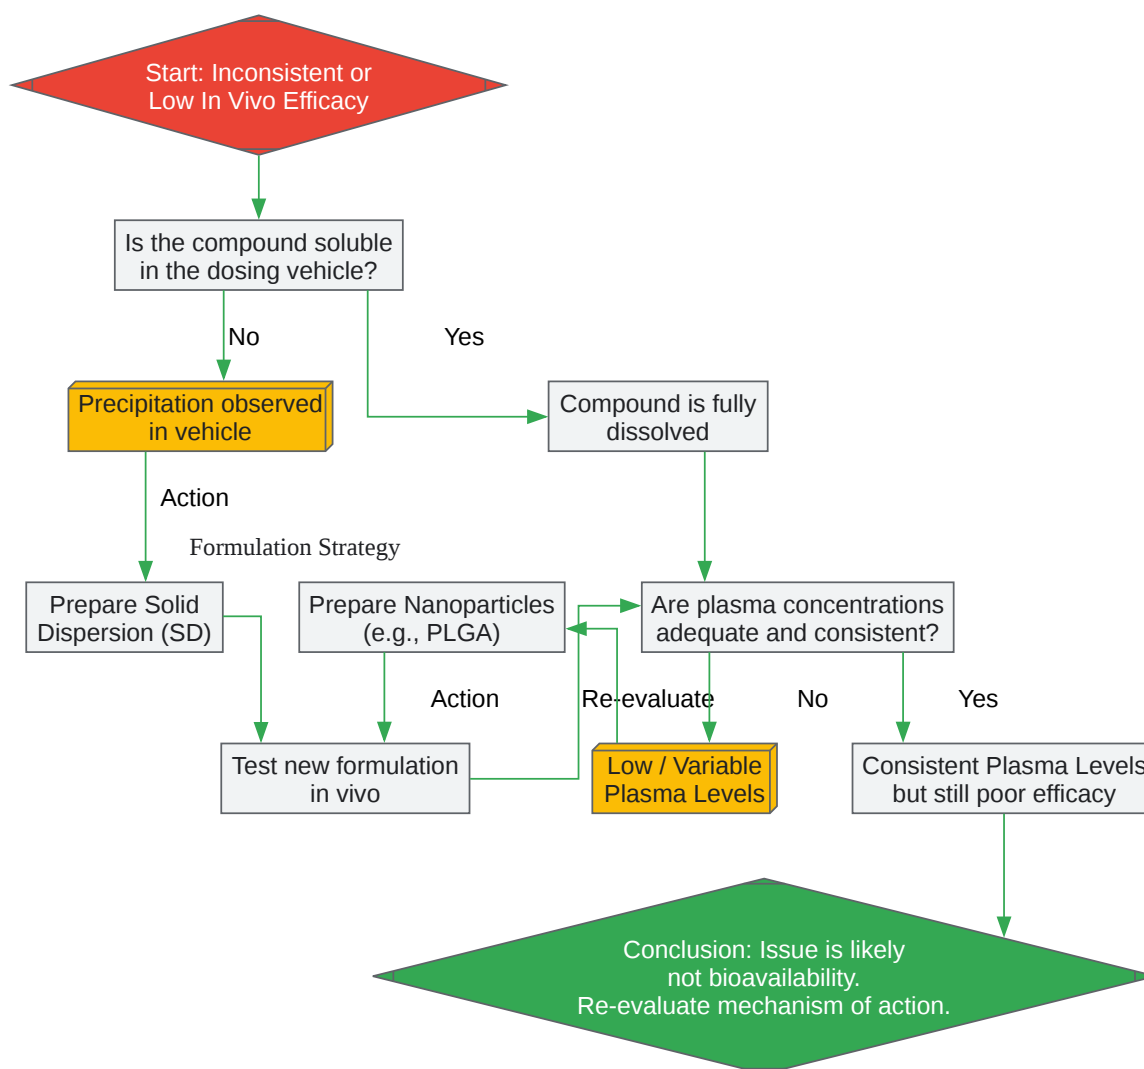 Start: Inconsistent or
Low In Vivo Efficacy
Is the compound soluble
in the dosing vehicle?
No
Yes
Precipitation observed
in vehicle
Compound is fully
dissolved
Action
Formulation Strategy
Prepare Solid
Dispersion (SD)
Prepare Nanoparticles
(e.g., PLGA)
Are plasma concentrations
adequate and consistent?
Action
Re-evaluate
No
Yes
Test new formulation
in vivo
Low / Variable
Plasma Levels
Consistent Plasma Levels
but still poor efficacy
Conclusion: Issue is likely
not bioavailability.
Re-evaluate mechanism of action.